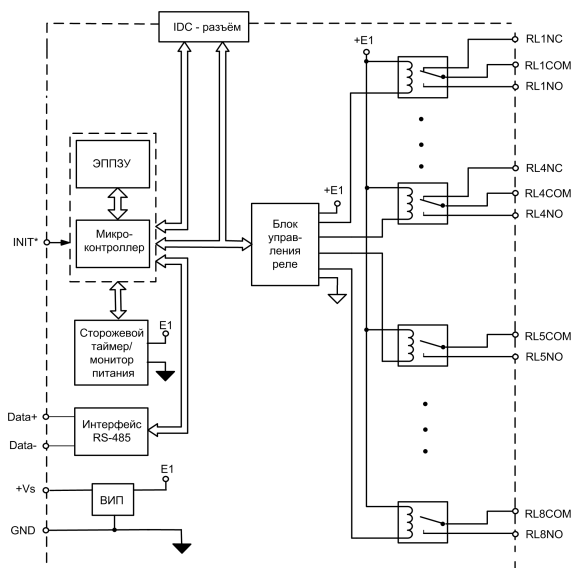 IDC - разъём
+E1
RL1NC
RL1COM
RL1NO
ЭППЗУ
Микро-
контроллер
INIT*
+E1
Блок
управ-
ления
реле
RL4NC
RL4COM
RL4NO
Сторожевой
таймер/
монитор
питания
E1
RL5COM
RL5NO
Data+
Data-
Интерфейс
RS-485
+Vs
ВИП
E1
GND
RL8COM
RL8NO